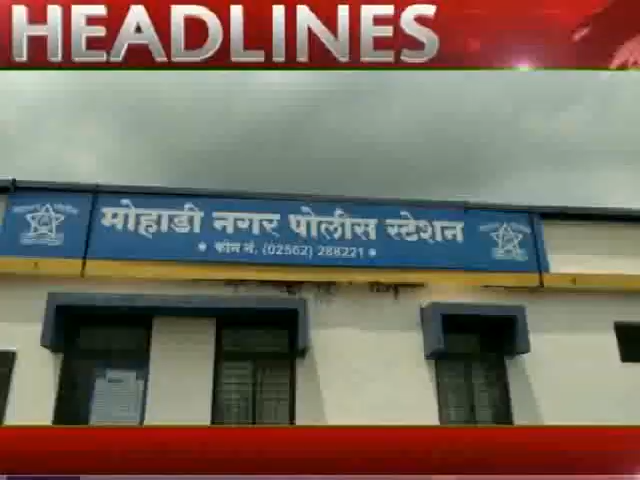 HEADLINES
मोहाडी नगर पोलीस स्टेशन
• फोन नं. (02562) 288221 •